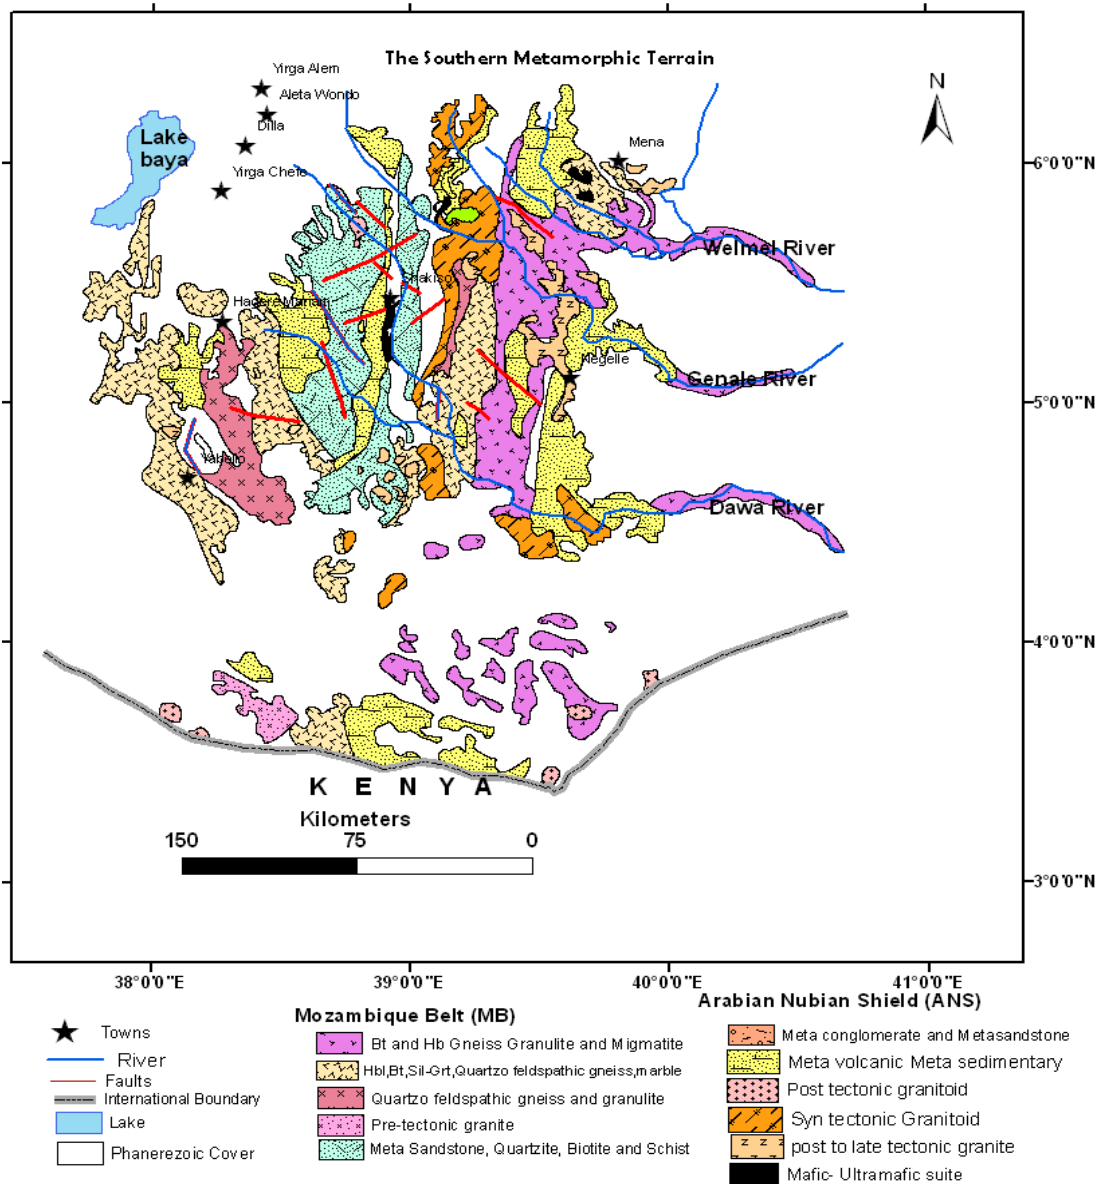 The Southern Metamorphic Terrain
Yirga Alem
Aleta Wondo
Dilla
Lake
baya
Yirga Chefe
N
Mena
6°0'0"N
Welmel River
Shakiso
Hagere Mariam
Negelle
Genale River
5°0'0"N
Yabello
Dawa River
4°0'0"N
K E N Y A
Kilometers
150 75 0
3°0'0"N
38°0'0"E 39°0'0"E 40°0'0"E 41°0'0"E
Towns
River
Faults
International Boundary
Lake
Phanerezoic Cover
Mozambique Belt (MB)
Bt and Hb Gneiss Granulite and Migmatite
Hbl,Bt,Sil-Grt,Quartzo feldspathic gneiss,marble
Quartzo feldspathic gneiss and granulite
Pre-tectonic granite
Meta Sandstone, Quartzite, Biotite and Schist
Arabian Nubian Shield (ANS)
Meta conglomerate and Metasandstone
Meta volcanic Meta sedimentary
Post tectonic granitoid
Syn tectonic Granitoid
post to late tectonic granite
Mafic- Ultramafic suite